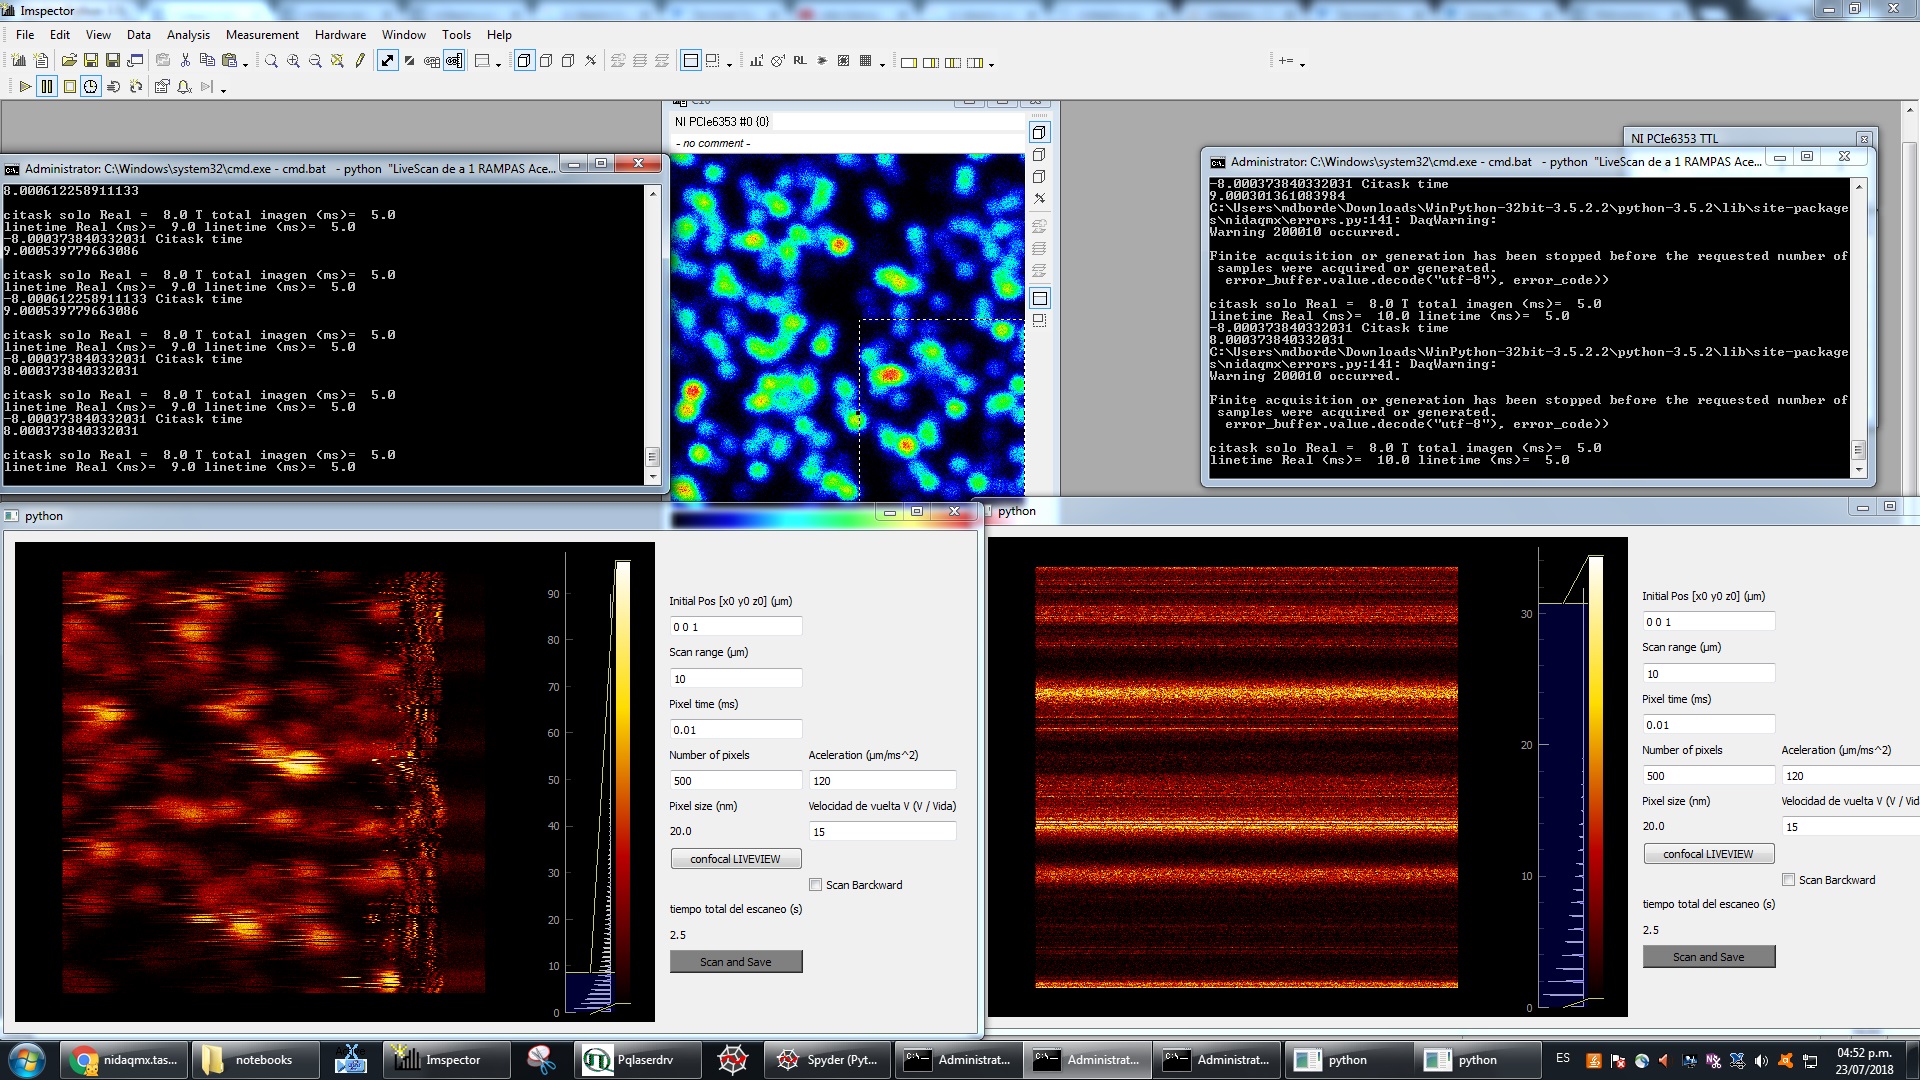 Imspector
File Edit View Data Analysis Measurement Hardware Window Tools Help
RL
NI PCIe6353 #0 {0}
- no comment -
NI PCIe6353 TTL
Administrator: C:\Windows\system32\cmd.exe - cmd.bat - python "LiveScan de a 1 RAMPAS Ace...
8.000612258911133
citask solo Real = 8.0 T total imagen (ms)= 5.0
linetime Real (ms)= 9.0 linetime (ms)= 5.0
-8.000373840332031 Citask time
9.0005397796630​86
citask solo Real = 8.0 T total imagen (ms)= 5.0
linetime Real (ms)= 9.0 linetime (ms)= 5.0
-8.000612258911133 Citask time
9.000539779663086
citask solo Real = 8.0 T total imagen (ms)= 5.0
linetime Real (ms)= 9.0 linetime (ms)= 5.0
-8.000373840332031 Citask time
8.000373840332031
citask solo Real = 8.0 T total imagen (ms)= 5.0
linetime Real (ms)= 9.0 linetime (ms)= 5.0
-8.000373840332031 Citask time
8.000373840332031
citask solo Real = 8.0 T total imagen (ms)= 5.0
linetime Real (ms)= 9.0 linetime (ms)= 5.0
Administrator: C:\Windows\system32\cmd.exe - cmd.bat - python "LiveScan de a 1 RAMPAS Ace...
-8.000373840332031 Citask time
9.000301361083984
C:\Users\mdborde\Downloads\WinPython-32bit-3.5.2.2\python-3.5.2\lib\site-package
s\nidaqmx\errors.py:141: DaqWarning:
Warning 200010 occurred.
Finite acquisition or generation has been stopped before the requested number of
samples were acquired or generated.
error_buffer.value.decode("utf-8"), error_code))
citask solo Real = 8.0 T total imagen (ms)= 5.0
linetime Real (ms)= 10.0 linetime (ms)= 5.0
-8.000373840332031 Citask time
8.000373840332031
C:\Users\mdborde\Downloads\WinPython-32bit-3.5.2.2\python-3.5.2\lib\site-package
s\nidaqmx\errors.py:141: DaqWarning:
Warning 200010 occurred.
Finite acquisition or generation has been stopped before the requested number of
samples were acquired or generated.
error_buffer.value.decode("utf-8"), error_code))
citask solo Real = 8.0 T total imagen (ms)= 5.0
linetime Real (ms)= 10.0 linetime (ms)= 5.0
python
90
80
70
60
50
40
30
20
10
0
Initial Pos [x0 y0 z0] (µm)
0 0 1
Scan range (µm)
10
Pixel time (ms)
0.01
Number of pixels Aceleration (µm/ms^2)
500 120
Pixel size (nm) Velocidad de vuelta V (V / Vida)
20.0 15
confocal LIVEVIEW
Scan Barckward
tiempo total del escaneo (s)
2.5
Scan and Save
python
30
20
10
0
Initial Pos [x0 y0 z0] (µm)
0 0 1
Scan range (µm)
10
Pixel time (ms)
0.01
Number of pixels Aceleration (µm/ms^2)
500 120
Pixel size (nm) Velocidad de vuelta V (V / Vid
20.0 15
confocal LIVEVIEW
Scan Barckward
tiempo total del escaneo (s)
2.5
Scan and Save
nidaqmx.tas... notebooks Imspector Pqlaserdrv Spyder (Pyt... Administrat... Administrat... Administrat... python python ES 04:52 p.m.
23/07/2018